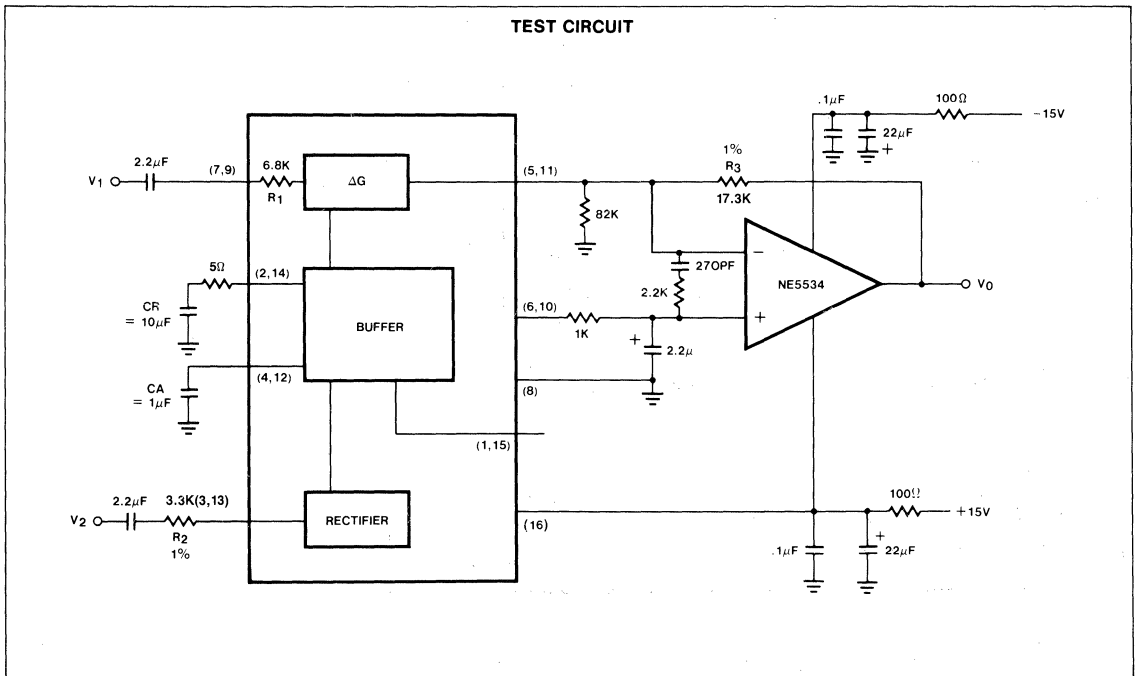 TEST CIRCUIT
.1μF
22μF
+
100Ω
-15V
2.2μF
V1
(7,9)
6.8K
R1
ΔG
(5,11)
82K
1%
R3
17.3K
270PF
2.2K
−
+
NE5534
V0
5Ω
(2,14)
CR
= 10μF
BUFFER
(6,10)
1K
+
2.2μ
CA
= 1μF
(4,12)
(8)
(1,15)
2.2μF
V2
3.3K(3,13)
R2
1%
RECTIFIER
(16)
100Ω
+15V
.1μF
+
22μF